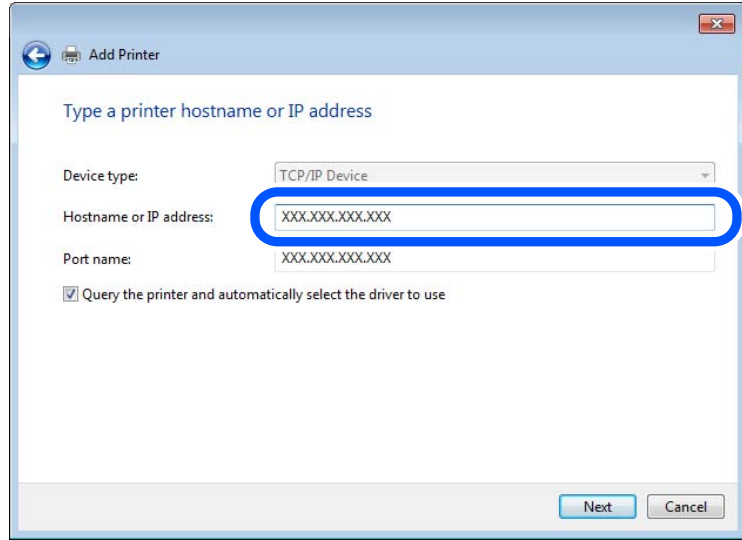 Add Printer
Type a printer hostname or IP address
Device type: TCP/IP Device
Hostname or IP address: XXX.XXX.XXX.XXX
Port name: XXX.XXX.XXX.XXX
Query the printer and automatically select the driver to use
Next Cancel